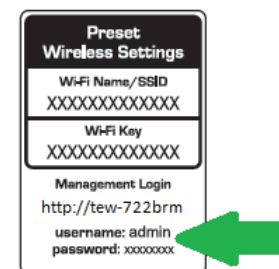 Preset
Wireless Settings
Wi-Fi Name/SSID
XXXXXXXXXXXXX
Wi-Fi Key
XXXXXXXXXXXXX
Management Login
http://tew-722brm
username: admin
password: xxxxxxxx